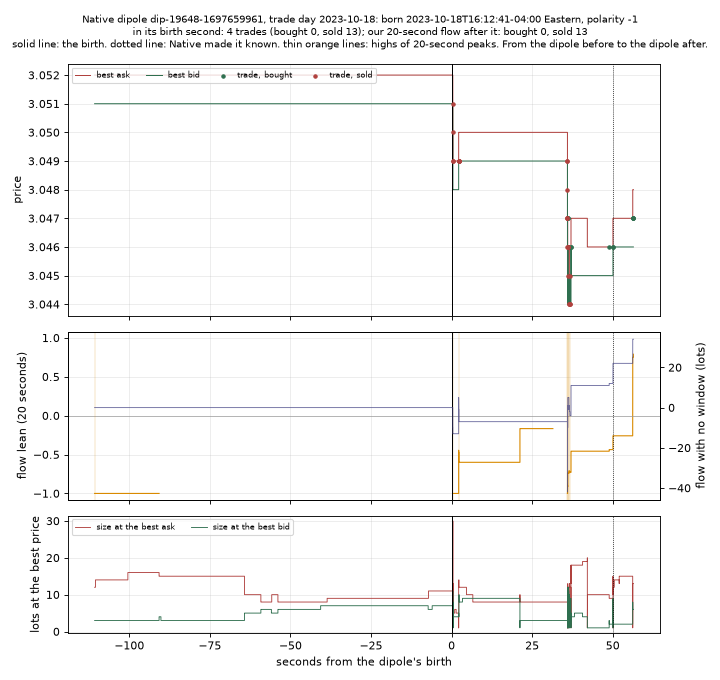 Native dipole dip-19648-1697659961, trade day 2023-10-18: born 2023-10-18T16:12:41-04:00 Eastern, polarity -1
in its birth second: 4 trades (bought 0, sold 13); our 20-second flow after it: bought 0, sold 13
solid line: the birth. dotted line: Native made it known. thin orange lines: highs of 20-second peaks. From the dipole before to the dipole after.
best ask
best bid
trade, bought
trade, sold
3.052
3.051
3.050
3.049
3.048
3.047
3.046
3.045
3.044
price
1.0
0.5
0.0
−0.5
−1.0
flow lean (20 seconds)
20
0
−20
−40
flow with no window (lots)
size at the best ask
size at the best bid
30
20
10
0
lots at the best price
−100
−75
−50
−25
0
25
50
seconds from the dipole's birth